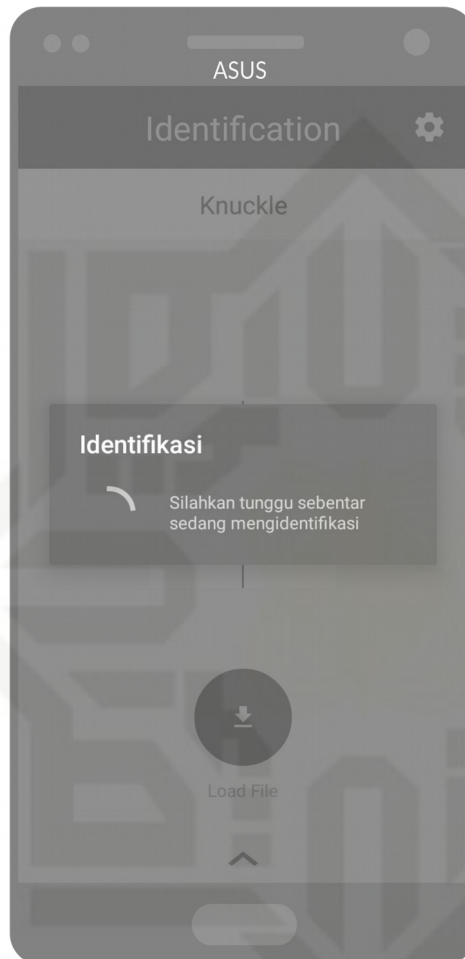 ASUS
Identification
Knuckle
Identifikasi
Silahkan tunggu sebentar
sedang mengidentifikasi
Load File